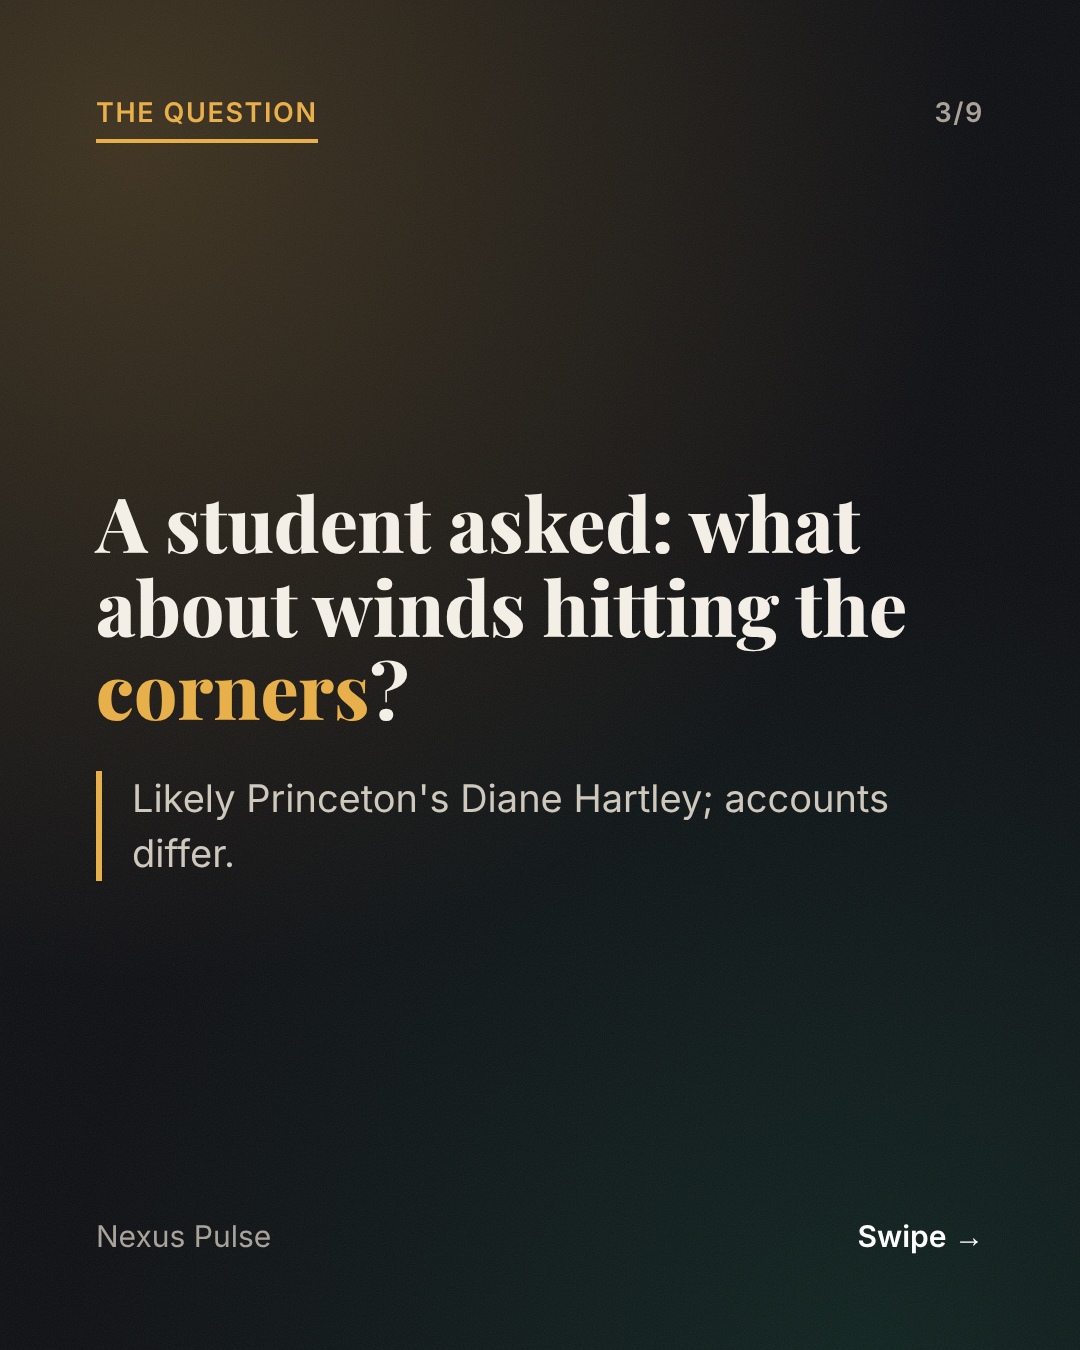 THE QUESTION
3/9
A student asked: what
about winds hitting the
corners?
Likely Princeton's Diane Hartley; accounts
differ.
Nexus Pulse
Swipe →